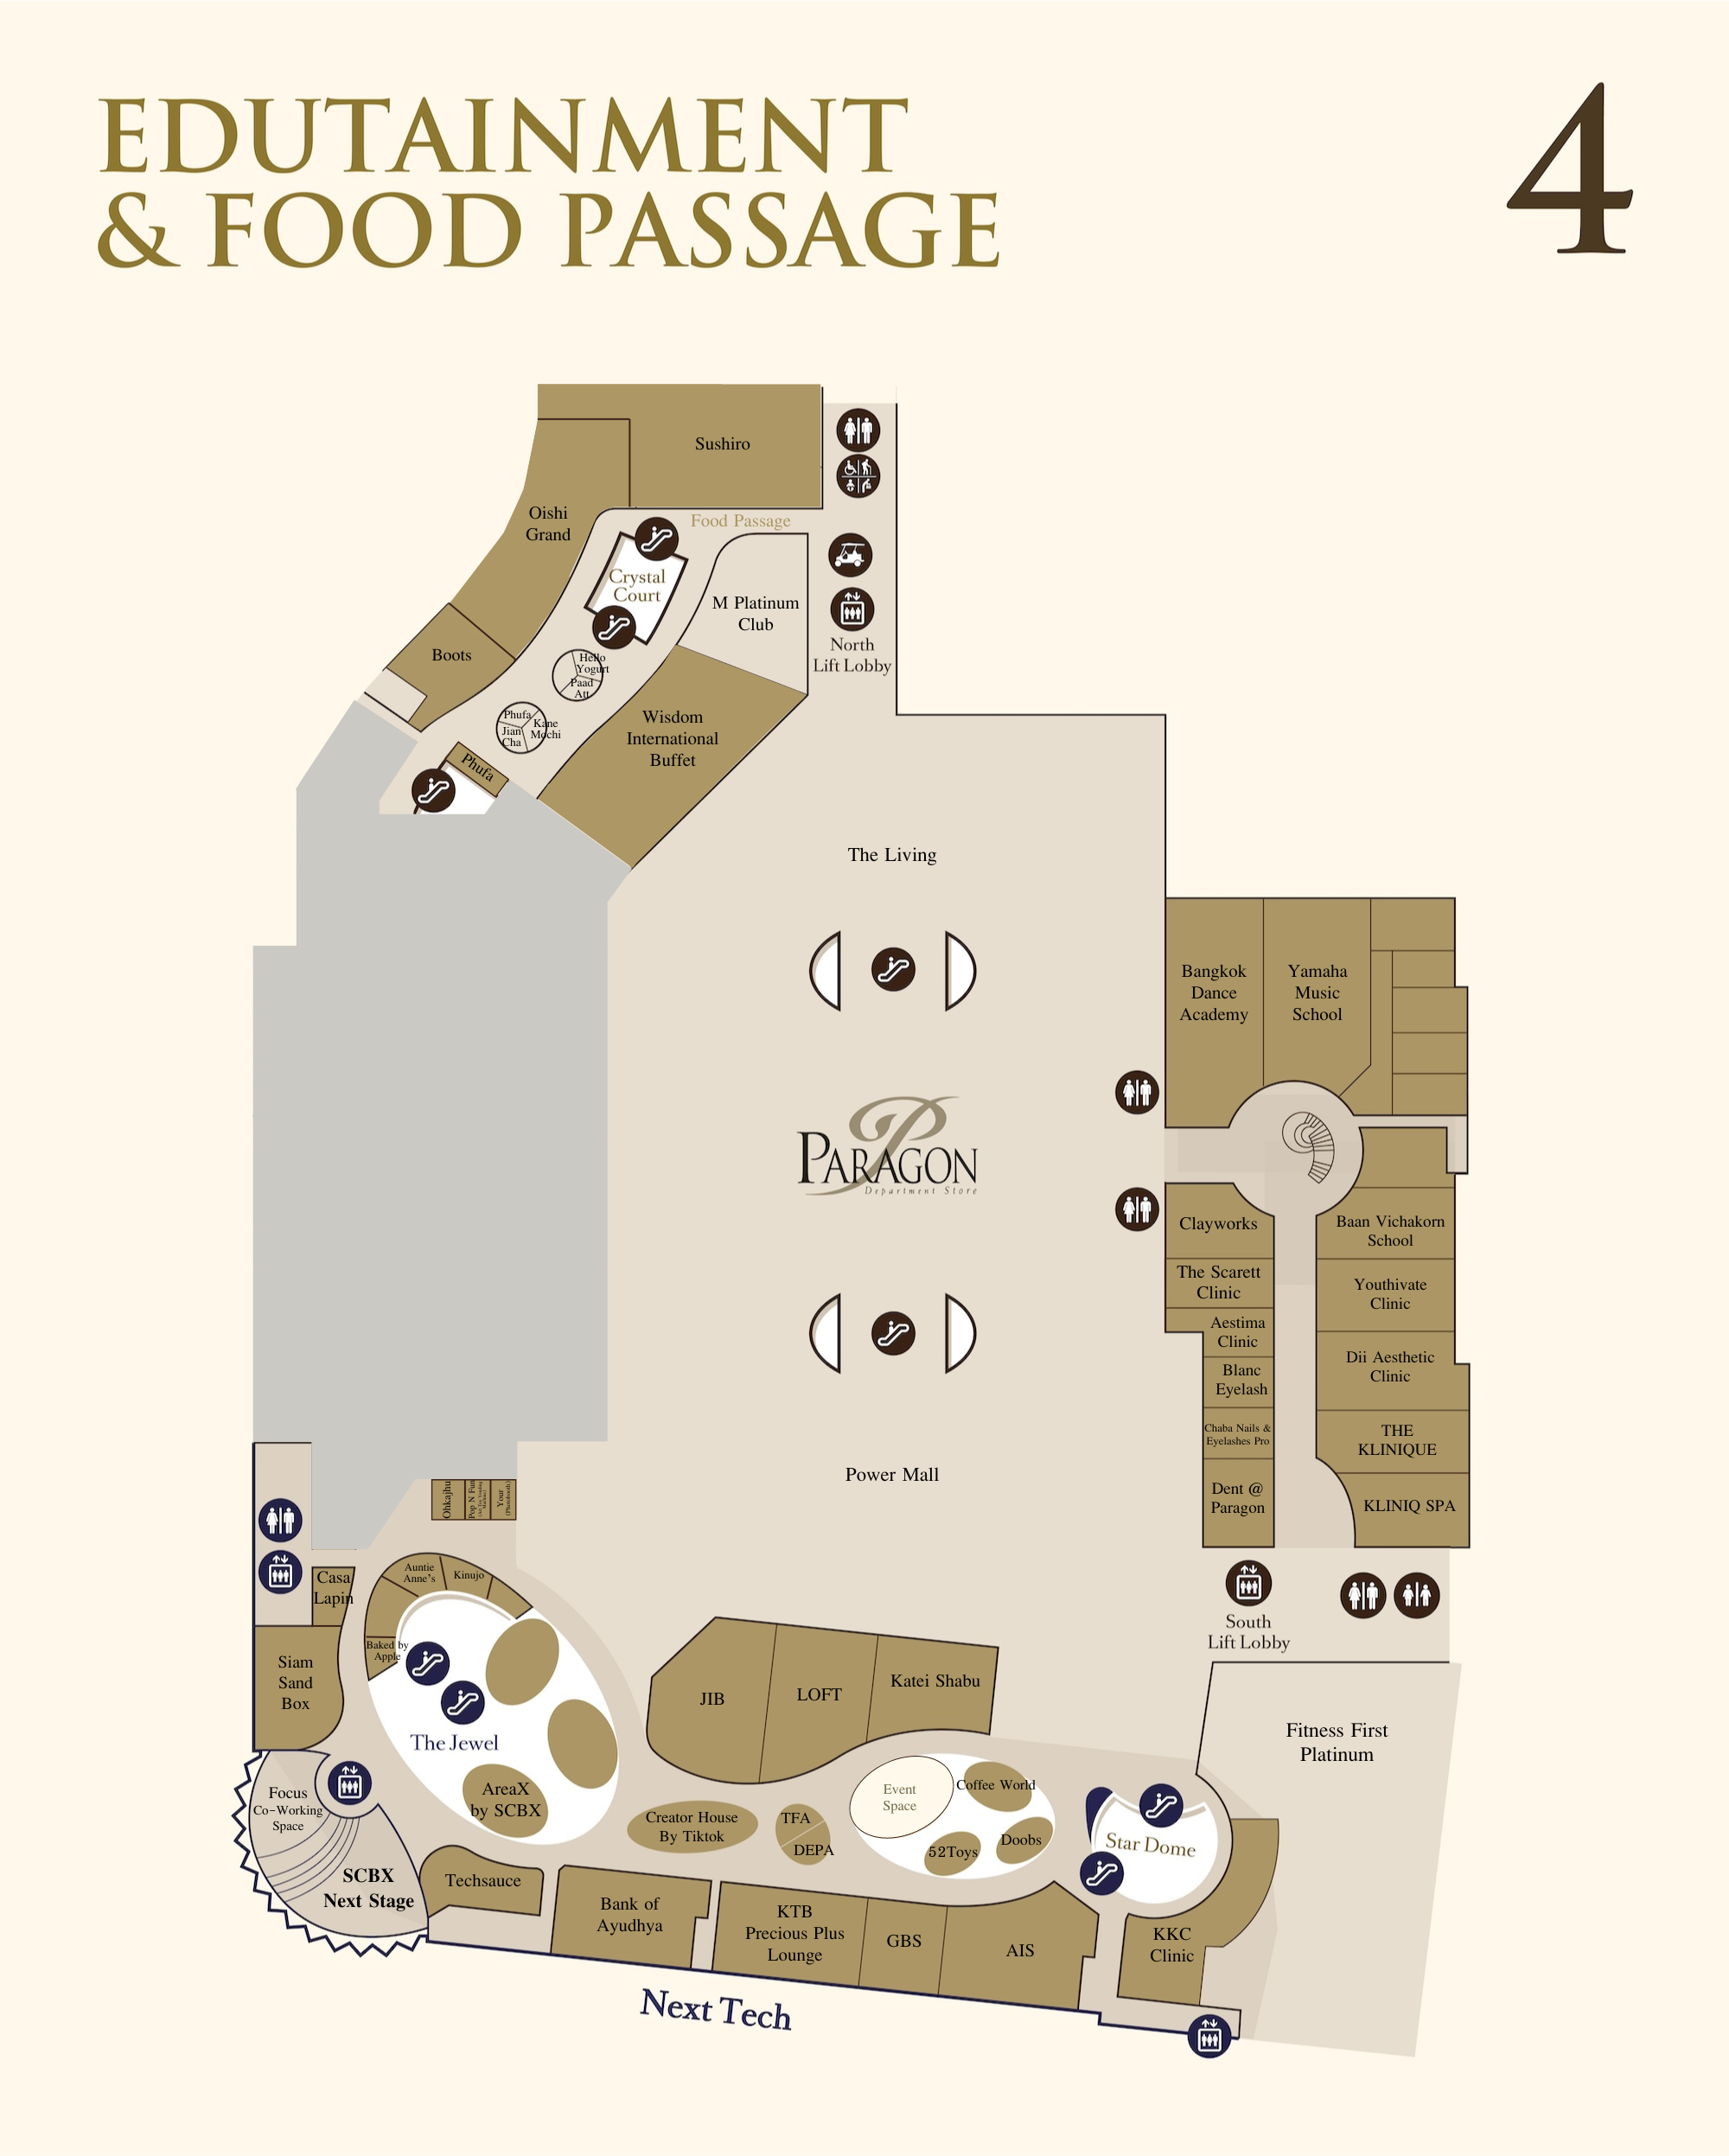 EDUTAINMENT
& FOOD PASSAGE
4
Sushiro
Oishi
Grand
Food Passage
Crystal
Court
M Platinum
Club
North
Lift Lobby
Boots
Hello
Yogurt
Paad
Att
Phufa
Kane
Mochi
Jian
Cha
Phufa
Wisdom
International
Buffet
The Living
Bangkok
Dance
Academy
Yamaha
Music
School
PARAGON
Department Store
Clayworks
The Scarett
Clinic
Aestima
Clinic
Blanc
Eyelash
Chaba Nails &
Eyelashes Pro
Dent @
Paragon
Baan Vichakorn
School
Youthivate
Clinic
Dii Aesthetic
Clinic
THE
KLINIQUE
KLINIQ SPA
Power Mall
Ohkajhu
Pop N Fun
Your
(Photobooth)
Auntie
Anne's
Kinujo
Casa
Lapin
Baked by
Apple
Siam
Sand
Box
The Jewel
AreaX
by SCBX
JIB
LOFT
Katei Shabu
South
Lift Lobby
Fitness First
Platinum
Focus
Co-Working
Space
SCBX
Next Stage
Creator House
By Tiktok
TFA
DEPA
Event
Space
Coffee World
Doobs
52Toys
Star Dome
Techsauce
Bank of
Ayudhya
KTB
Precious Plus
Lounge
GBS
AIS
KKC
Clinic
Next Tech